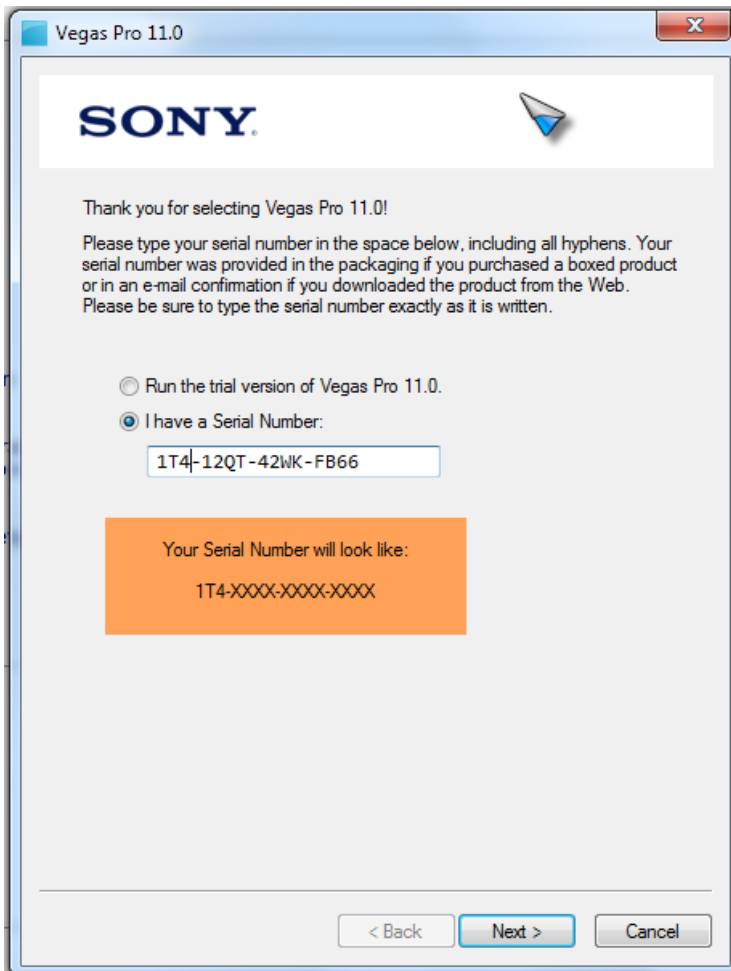 Vegas Pro 11.0
SONY
Thank you for selecting Vegas Pro 11.0!
Please type your serial number in the space below, including all hyphens. Your
serial number was provided in the packaging if you purchased a boxed product
or in an e-mail confirmation if you downloaded the product from the Web.
Please be sure to type the serial number exactly as it is written.
Run the trial version of Vegas Pro 11.0.
I have a Serial Number:
1T4-12QT-42WK-FB66
Your Serial Number will look like:
1T4-XXXX-XXXX-XXXX
< Back
Next >
Cancel